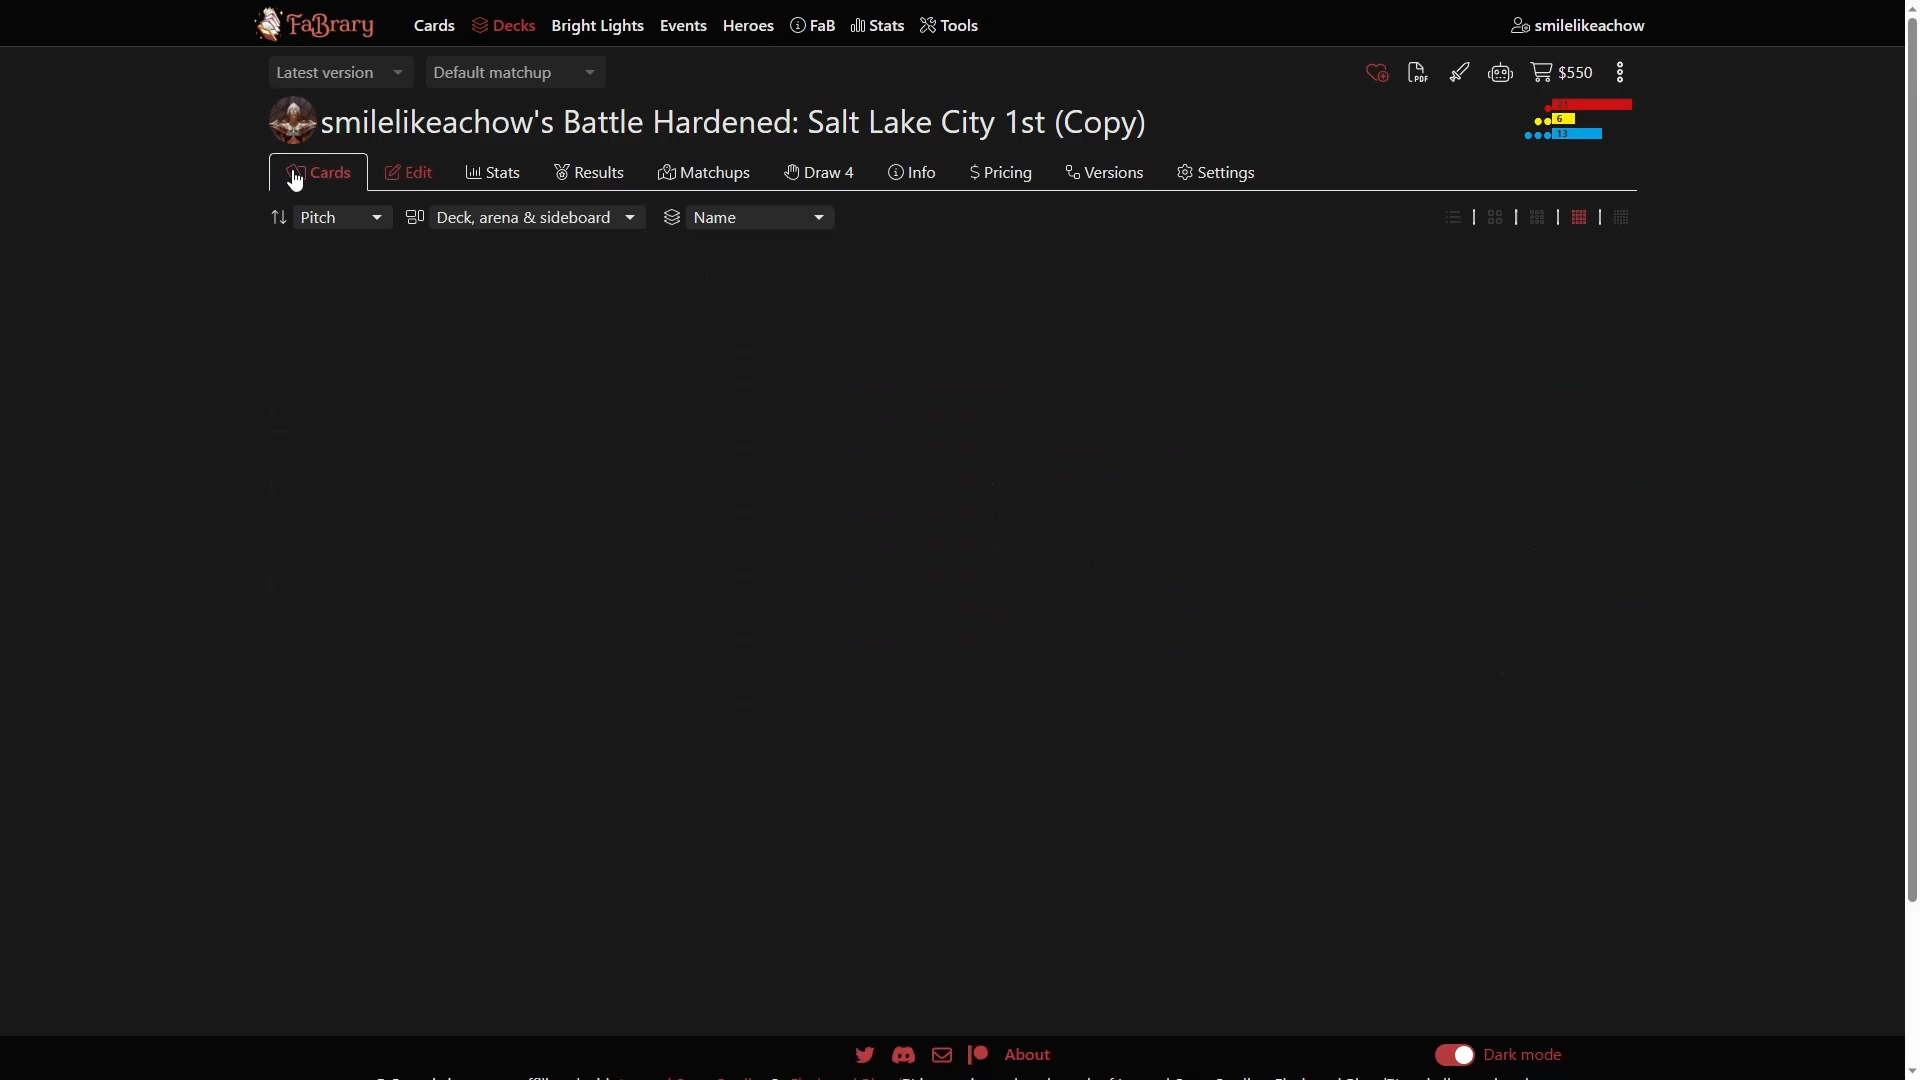 FaBrary Cards Decks Bright Lights Events Heroes FaB Stats Tools smilelikeachow
Latest version Default matchup PDF $550
smilelikeachow's Battle Hardened: Salt Lake City 1st (Copy)
6
13
Cards Edit Stats Results Matchups Draw 4 Info Pricing Versions Settings
Pitch Deck, arena & sideboard Name
About Dark mode